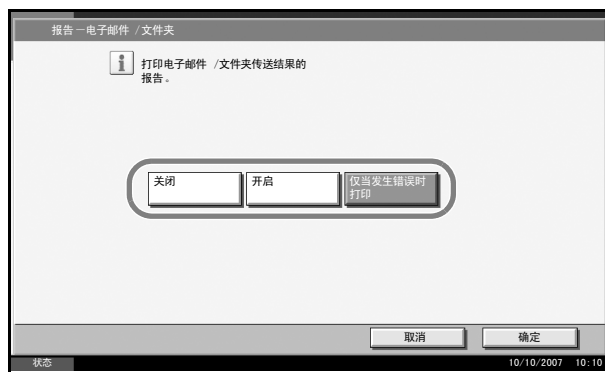 报告－电子邮件 /文件夹
打印电子邮件 /文件夹传送结果的
报告。
关闭
开启
仅当发生错误时
打印
取消
确定
状态
10/10/2007 10:10